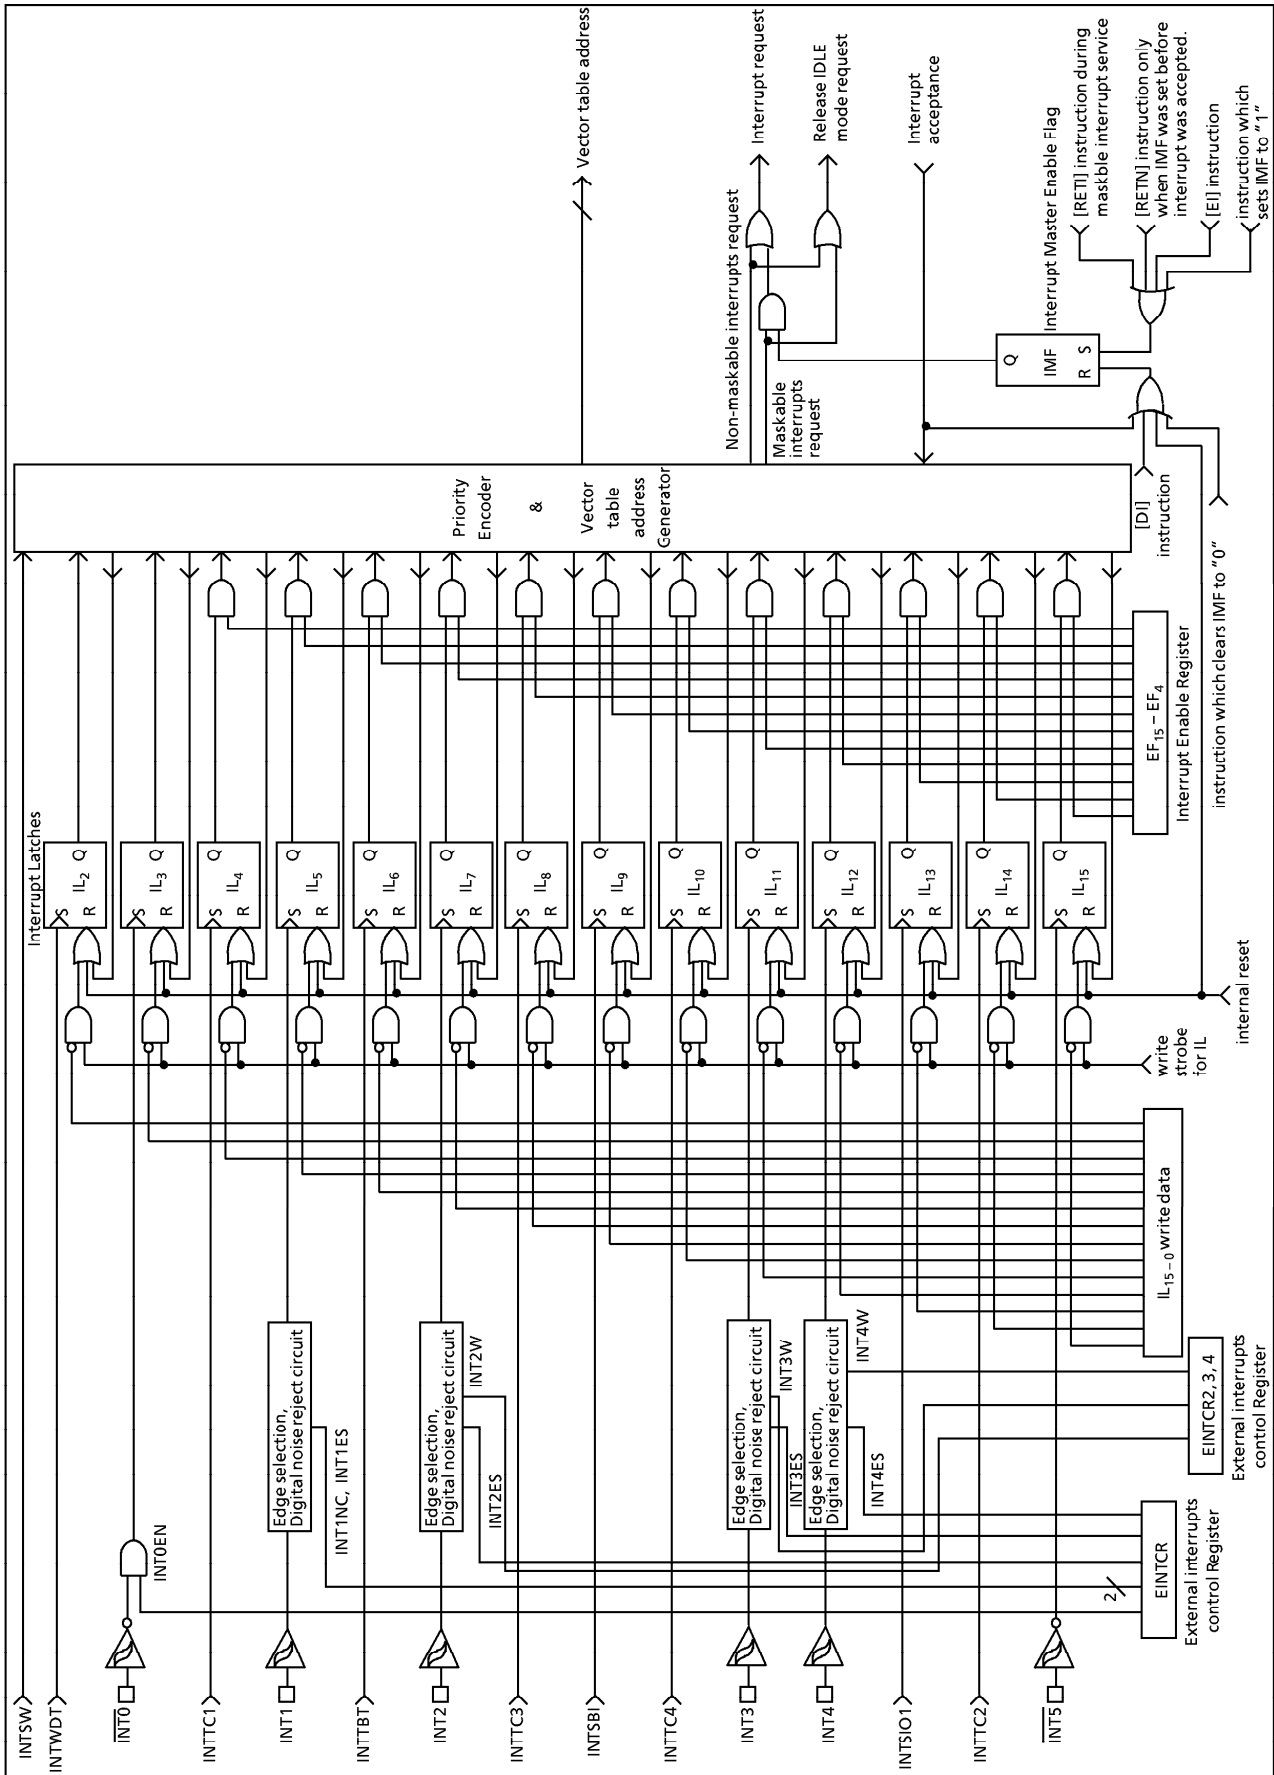 INTSW
INTWDT
INT0
INTTC1
INT1
INTTBT
INT2
INTTC3
INTSBI
INTTC4
INT3
INT4
INTSIO1
INTTC2
INT5
INT0EN
Edge selection,
Digital noise reject circuit
INT1NC, INT1ES
Edge selection,
Digital noise reject circuit
INT2W
INT2ES
Edge selection,
Digital noise reject circuit
INT3W
INT3ES
Edge selection,
Digital noise reject circuit
INT4W
INT4ES
2
EINTCR
External interrupts
control Register
EINTCR2, 3, 4
External interrupts
control Register
IL15 – 0 write data
write
strobe
for IL
internal reset
Interrupt Latches
S
R
Q
IL2
S
R
Q
IL3
S
R
Q
IL4
S
R
Q
IL5
S
R
Q
IL6
S
R
Q
IL7
S
R
Q
IL8
S
R
Q
IL9
S
R
Q
IL10
S
R
Q
IL11
S
R
Q
IL12
S
R
Q
IL13
S
R
Q
IL14
S
R
Q
IL15
EF15 – EF4
Interrupt Enable Register
instruction which clears IMF to "0"
Priority
Encoder
&
Vector
table
address
Generator
[DI]
instruction
Vector table address
Non-maskable interrupts request
Maskable
interrupts
request
Interrupt request
Release IDLE
mode request
Interrupt
acceptance
Q
IMF
R S
Interrupt Master Enable Flag
[RETI] instruction during
maskble interrupt service
[RETN] instruction only
when IMF was set before
interrupt was accepted.
[EI] instruction
instruction which
sets IMF to "1"